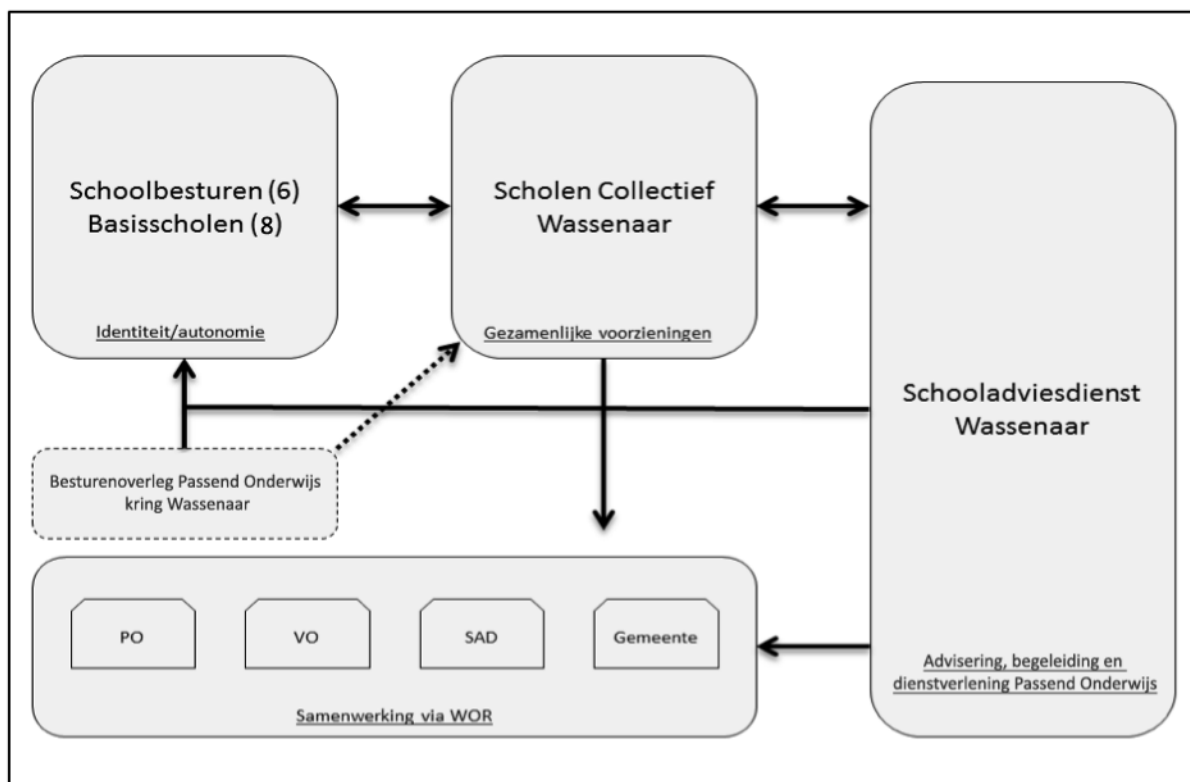 Schoolbesturen (6)
Basisscholen (8)
Identiteit/autonomie
Scholen Collectief
Wassenaar
Gezamenlijke voorzieningen
Schooladviesdienst
Wassenaar
Advisering, begeleiding en
dienstverlening Passend Onderwijs
Besturenoverleg Passend Onderwijs
kring Wassenaar
PO
VO
SAD
Gemeente
Samenwerking via WOR